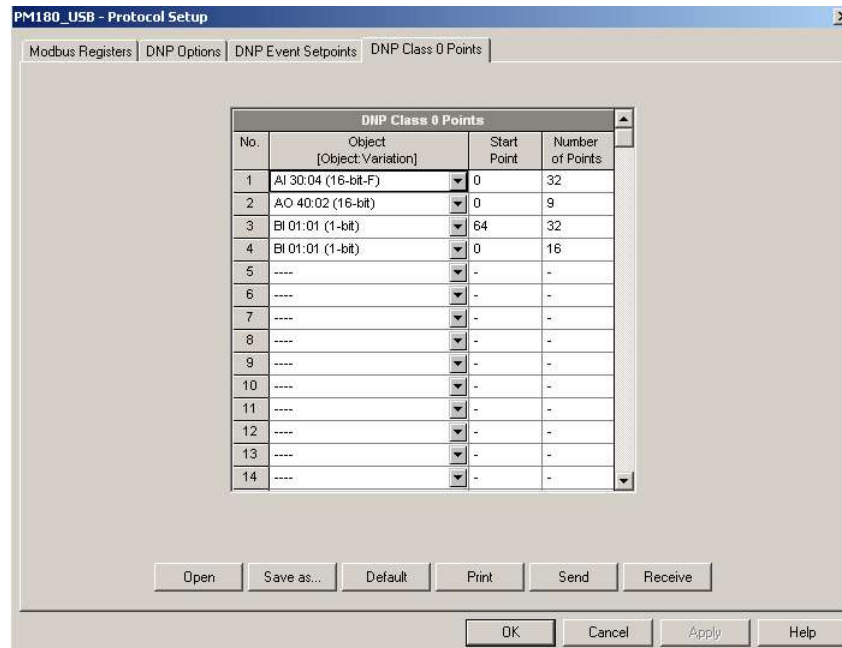 PM180_USB - Protocol Setup
Modbus Registers DNP Options DNP Event Setpoints DNP Class 0 Points
DNP Class 0 Points
No. Object [Object:Variation] Start Point Number of Points
1 AI 30:04 (16-bit-F) 0 32
2 AO 40:02 (16-bit) 0 9
3 BI 01:01 (1-bit) 64 32
4 BI 01:01 (1-bit) 0 16
5 ---- - -
6 ---- - -
7 ---- - -
8 ---- - -
9 ---- - -
10 ---- - -
11 ---- - -
12 ---- - -
13 ---- - -
14 ---- - -
Open Save as... Default Print Send Receive
OK Cancel Apply Help